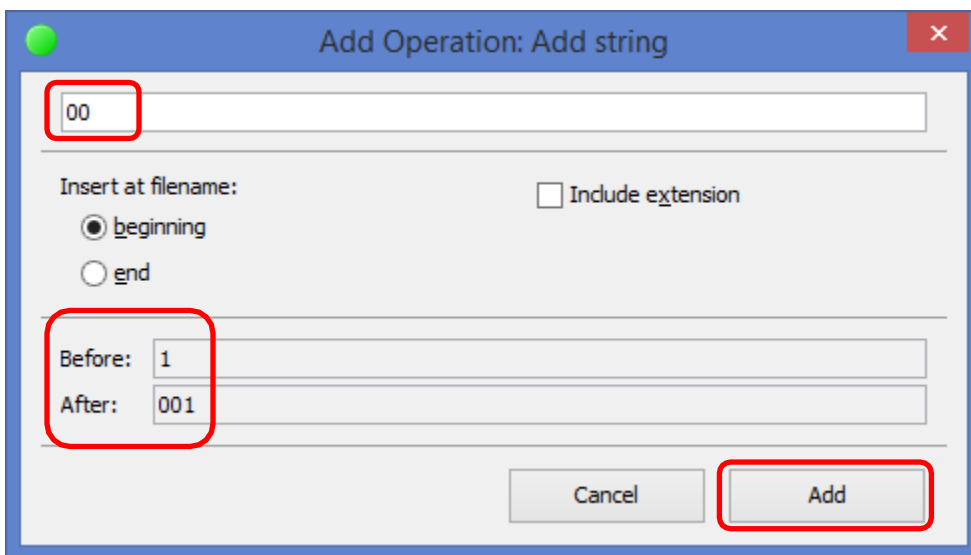 Add Operation: Add string
00
Insert at filename:
Include extension
beginning
end
Before: 1
After: 001
Cancel Add